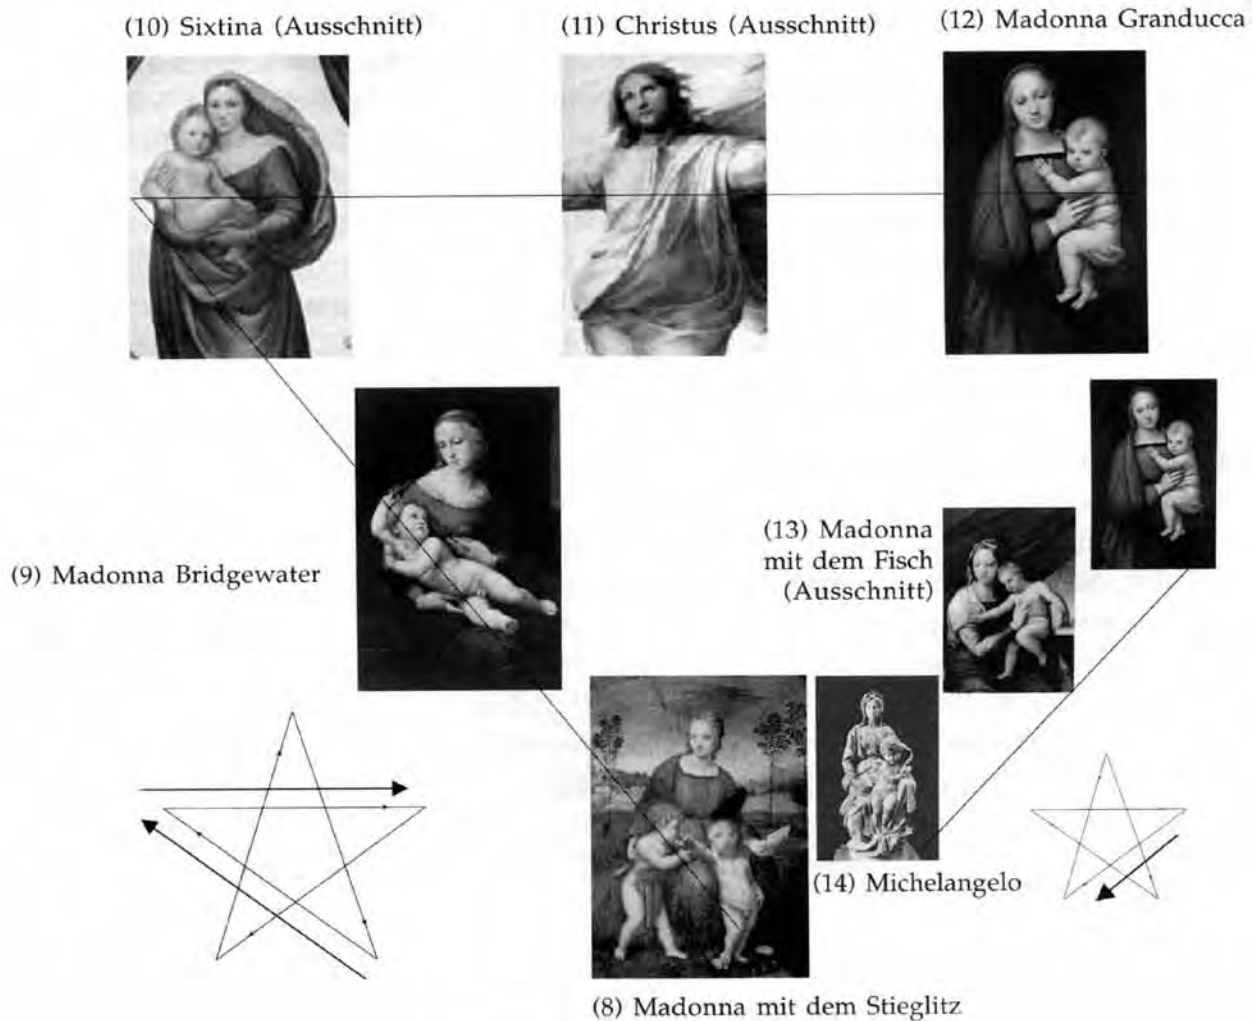 (10) Sixtina (Ausschnitt)
(11) Christus (Ausschnitt)
(12) Madonna Granducca
(9) Madonna Bridgewater
(13) Madonna
mit dem Fisch
(Ausschnitt)
(14) Michelangelo
(8) Madonna mit dem Stieglitz